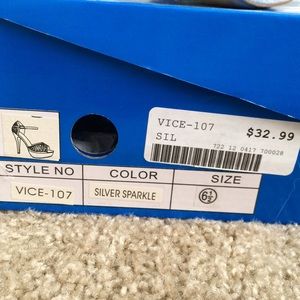 VICE-107
SIL
$32.99
722 12 0417 700028
STYLE NO COLOR SIZE
VICE-107 SILVER SPARKLE 6½